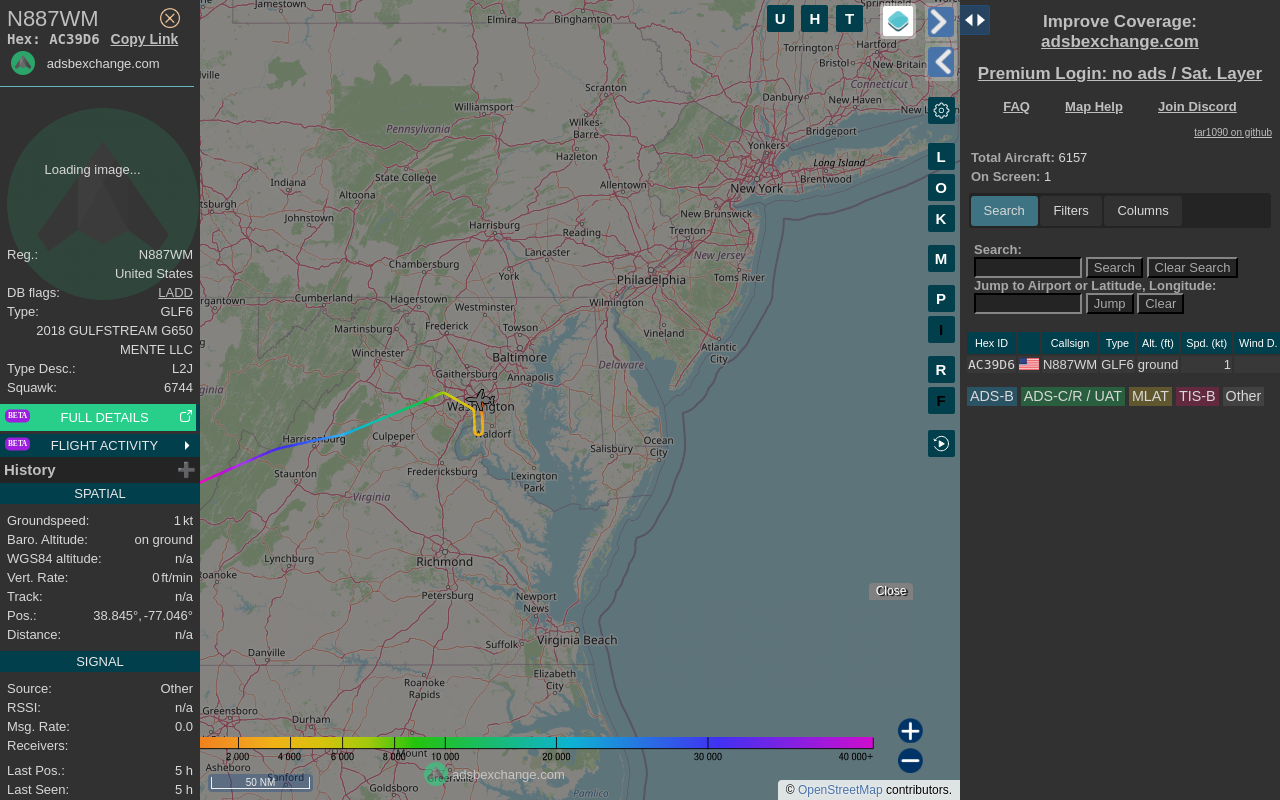 N887WM
Hex: AC39D6 Copy Link
adsbexchange.com
Loading image...
Reg.: N887WM
United States
DB flags: LADD
Type: GLF6
2018 GULFSTREAM G650
MENTE LLC
Type Desc.: L2J
Squawk: 6744
BETA FULL DETAILS
BETA FLIGHT ACTIVITY
History
SPATIAL
Groundspeed: 1 kt
Baro. Altitude: on ground
WGS84 altitude: n/a
Vert. Rate: 0 ft/min
Track: n/a
Pos.: 38.845°, -77.046°
Distance: n/a
SIGNAL
Source: Other
RSSI: n/a
Msg. Rate: 0.0
Receivers:
Last Pos.: 5 h
Last Seen: 5 h
Jamestown
Elmira
Binghamton
Torrington
Hartford
Bristol
New Britain
Connecticut
Scranton
Danbury
New Haven
Williamsport
Wilkes-
Barre
Bridgeport
Pennsylvania
Hazleton
Yonkers
Long Island
State College
Indiana
Altoona
Allentown
New York
Brentwood
Johnstown
Harrisburg
Reading
New Brunswick
Trenton
Lancaster
New Jersey
Chambersburg
York
Philadelphia
Toms River
Cumberland
Hagerstown
Westminster
Wilmington
Martinsburg
Frederick
Towson
Vineland
Winchester
Baltimore
Atlantic
City
Gaithersburg
Annapolis
Delaware
Washington
Waldorf
Harrisonburg
Culpeper
Ocean
City
Salisbury
Staunton
Fredericksburg
Lexington
Park
Virginia
Lynchburg
Richmond
Roanoke
Petersburg
Newport
News
Suffolk
Virginia Beach
Danville
Elizabeth
City
Roanoke
Rapids
Greensboro
Durham
Asheboro
Sanford
Goldsboro
Greenville
Pamlico
U H T
L
O
K
M
P
I
R
F
Close
2 000 4 000 6 000 8 000 10 000 20 000 30 000 40 000+
50 NM
adsbexchange.com
© OpenStreetMap contributors.
Improve Coverage:
adsbexchange.com
Premium Login: no ads / Sat. Layer
FAQ Map Help Join Discord
tar1090 on github
Total Aircraft: 6157
On Screen: 1
Search Filters Columns
Search:
Search Clear Search
Jump to Airport or Latitude, Longitude:
Jump Clear
Hex ID Callsign Type Alt. (ft) Spd. (kt) Wind D.
AC39D6 N887WM GLF6 ground 1
ADS-B ADS-C/R / UAT MLAT TIS-B Other